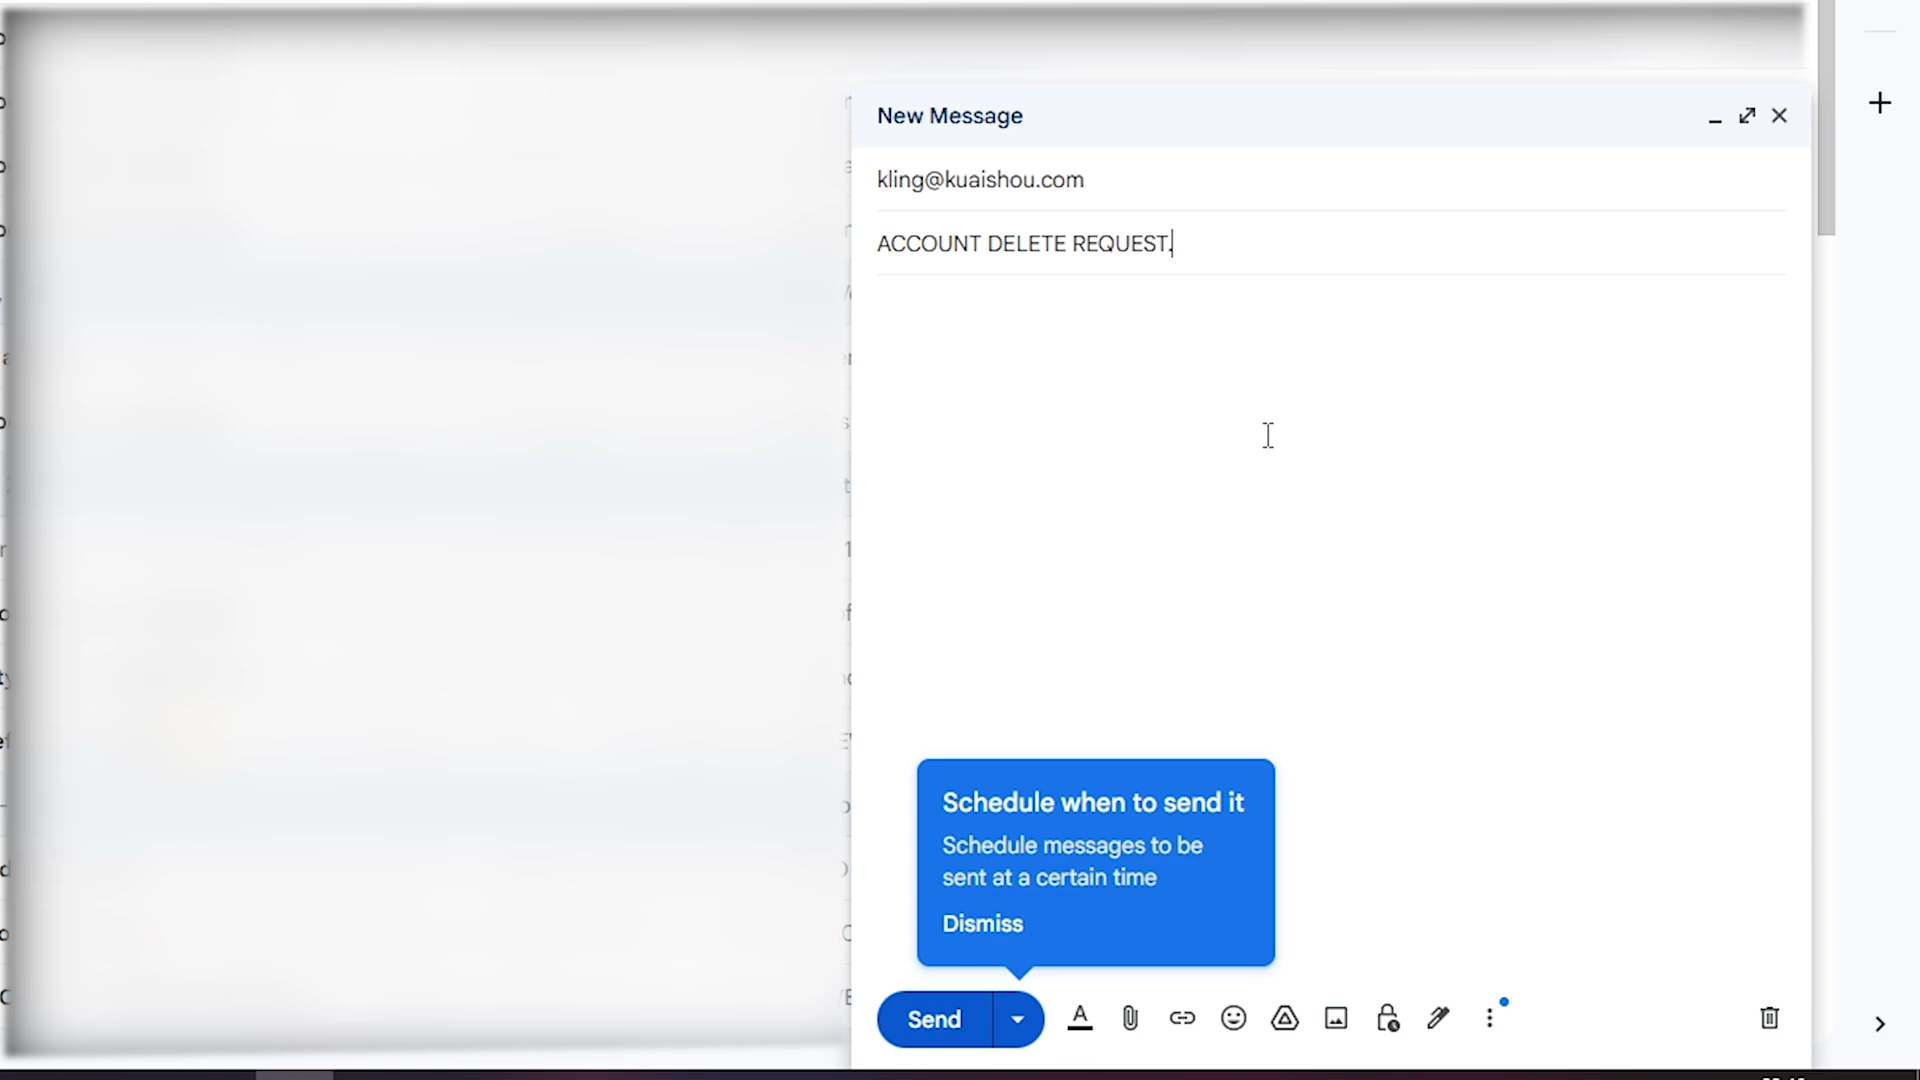 New Message
kling@kuaishou.com
ACCOUNT DELETE REQUEST.
Schedule when to send it
Schedule messages to be
sent at a certain time
Dismiss
Send